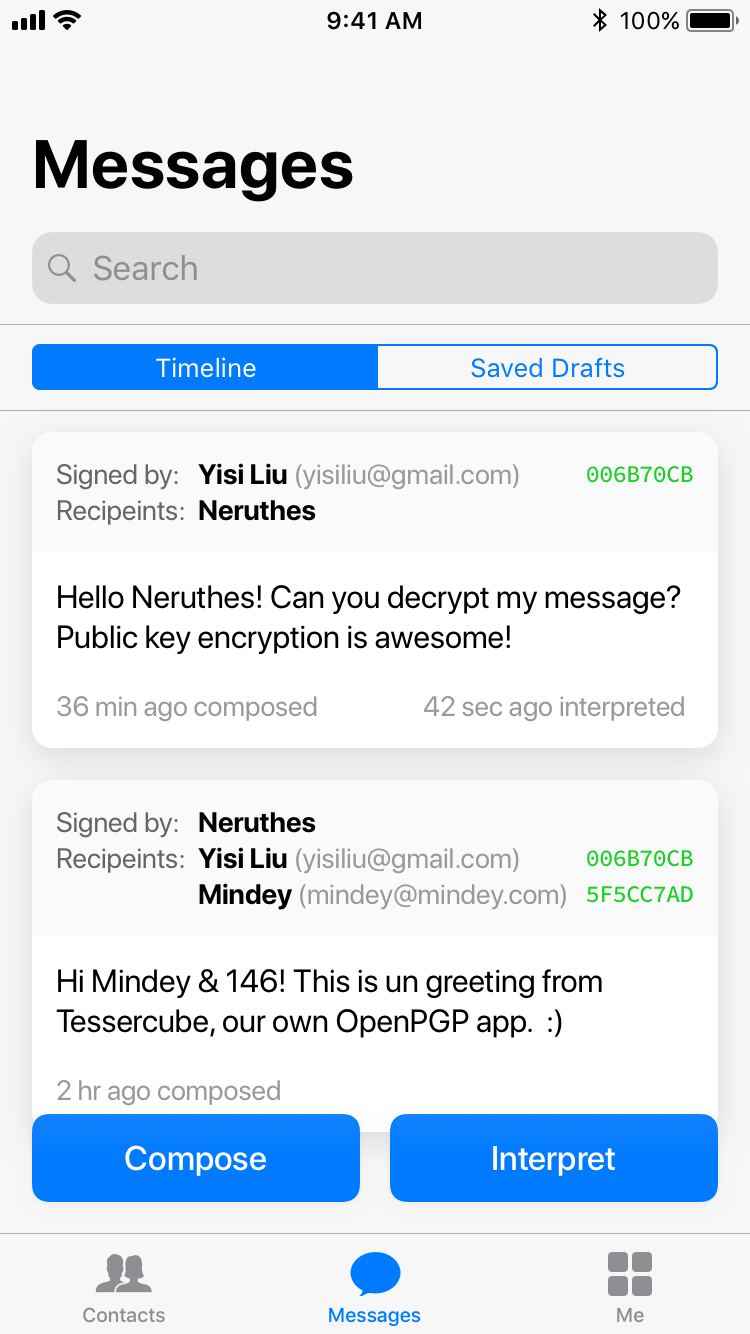 9:41 AM 100%
Messages
Search
Timeline Saved Drafts
Signed by: Yisi Liu (yisiliu@gmail.com) 006B70CB
Recipeints: Neruthes
Hello Neruthes! Can you decrypt my message?
Public key encryption is awesome!
36 min ago composed 42 sec ago interpreted
Signed by: Neruthes
Recipeints: Yisi Liu (yisiliu@gmail.com) 006B70CB
Mindey (mindey@mindey.com) 5F5CC7AD
Hi Mindey & 146! This is un greeting from
Tessercube, our own OpenPGP app.  :)
2 hr ago composed
Compose Interpret
Contacts Messages Me